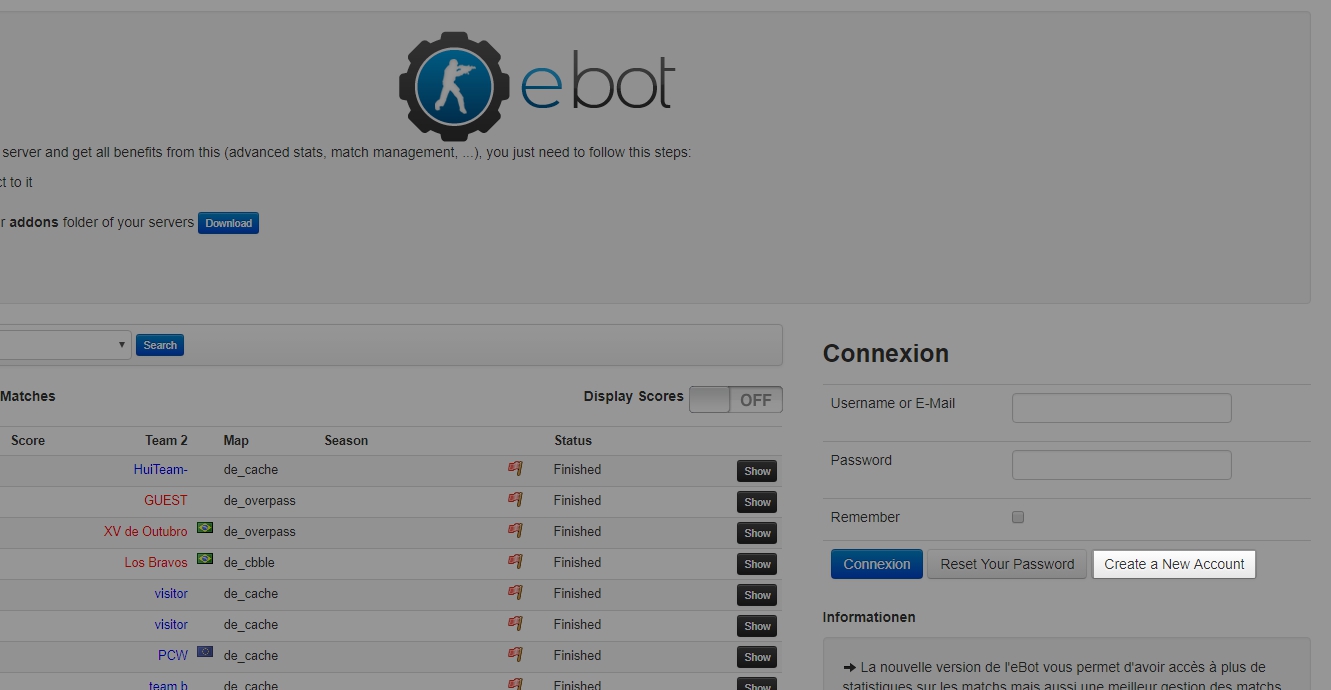 ebot
server and get all benefits from this (advanced stats, match management, ...), you just need to follow this steps:
ct to it
r addons folder of your servers Download
Search
Matches
Display Scores OFF
Score Team 2 Map Season Status
HuiTeam- de_cache Finished Show
GUEST de_overpass Finished Show
XV de Outubro de_overpass Finished Show
Los Bravos de_cbble Finished Show
visitor de_cache Finished Show
visitor de_cache Finished Show
PCW de_cache Finished Show
team b de_cache Finished Show
Connexion
Username or E-Mail
Password
Remember
Connexion Reset Your Password Create a New Account
Informationen
➔ La nouvelle version de l'eBot vous permet d'avoir accès à plus de
statistiques sur les matchs mais aussi une meilleur gestion des matchs